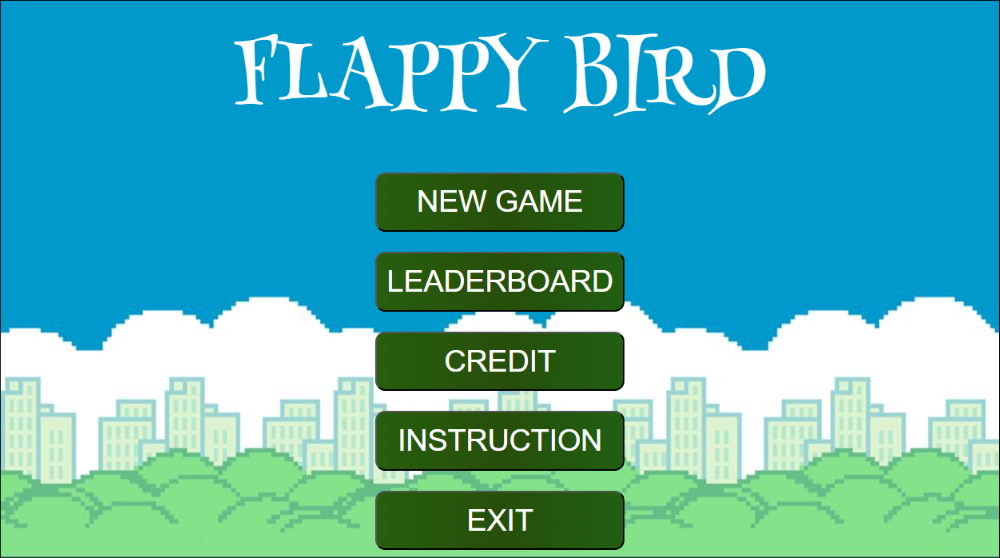 FLAPPY BIRD
NEW GAME
LEADERBOARD
CREDIT
INSTRUCTION
EXIT